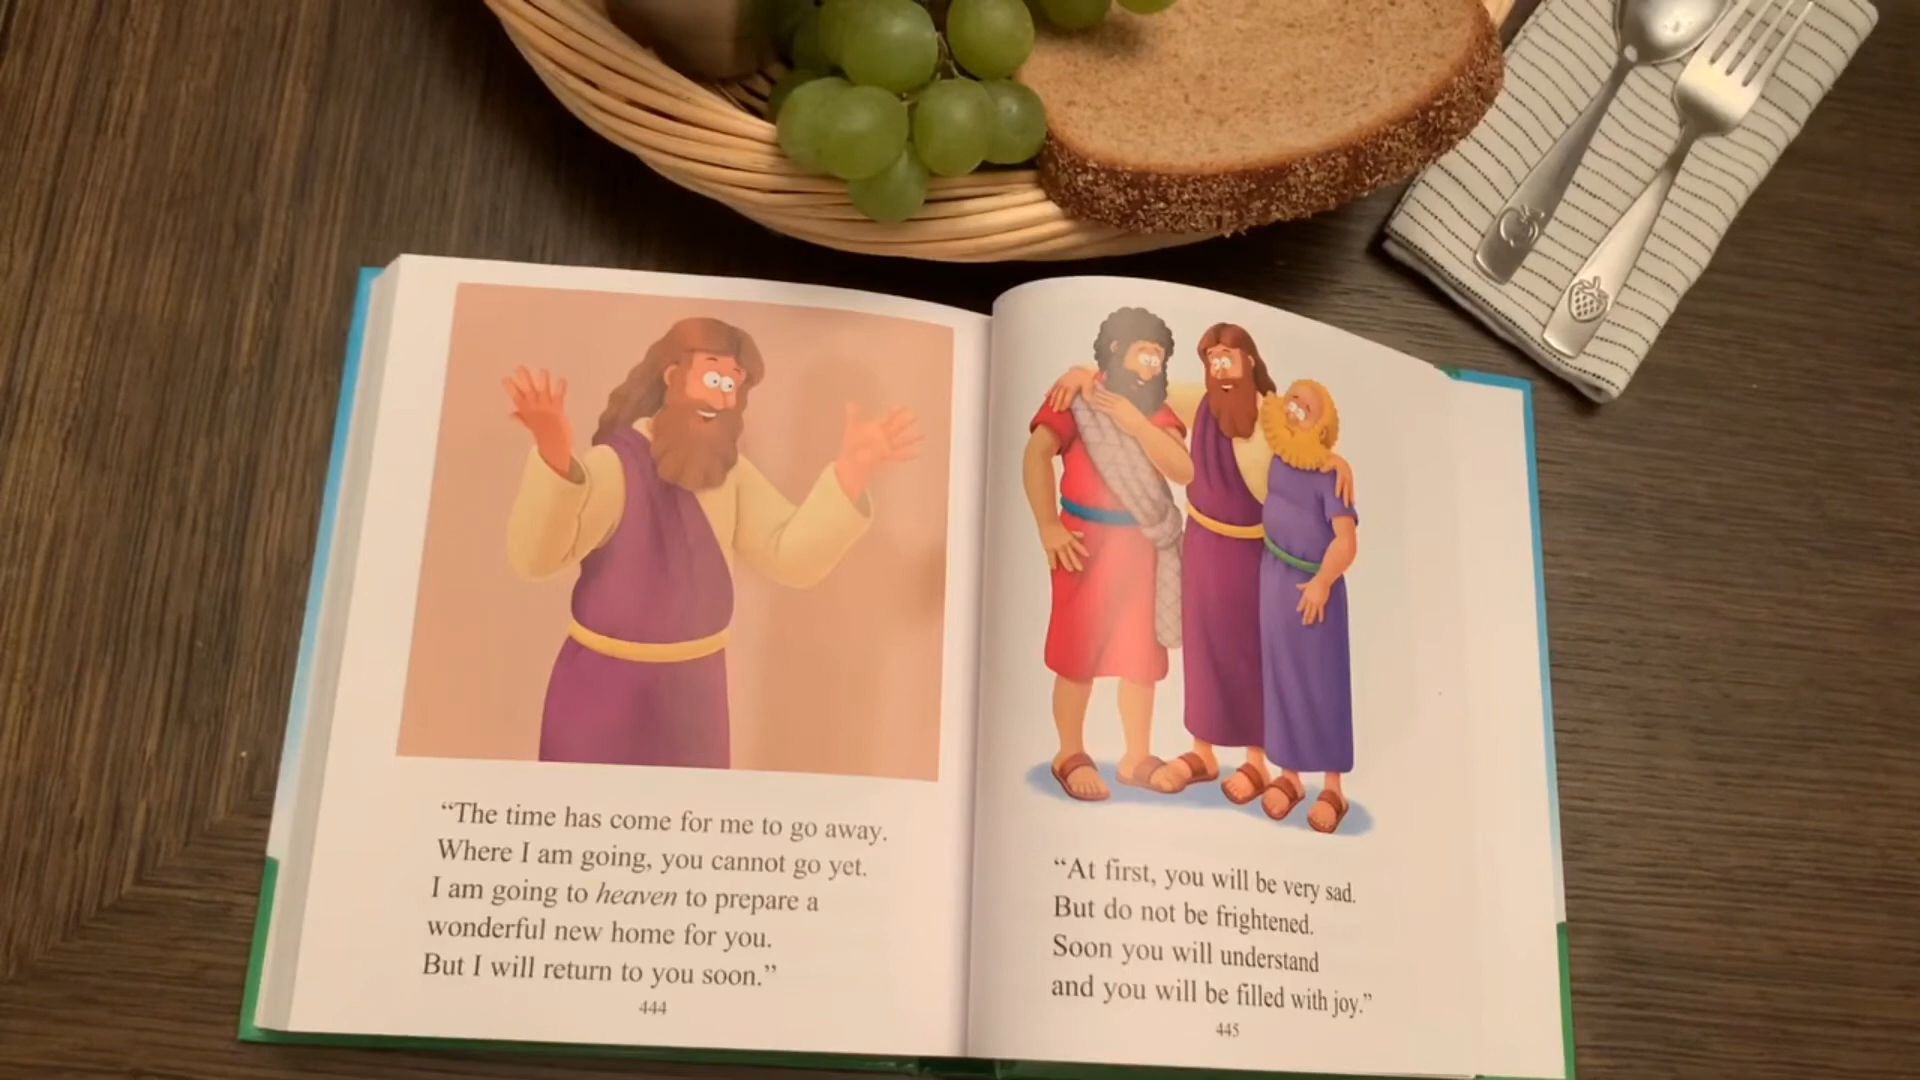 “The time has come for me to go away.
Where I am going, you cannot go yet.
I am going to heaven to prepare a
wonderful new home for you.
But I will return to you soon.”
444
“At first, you will be very sad.
But do not be frightened.
Soon you will understand
and you will be filled with joy.”
445